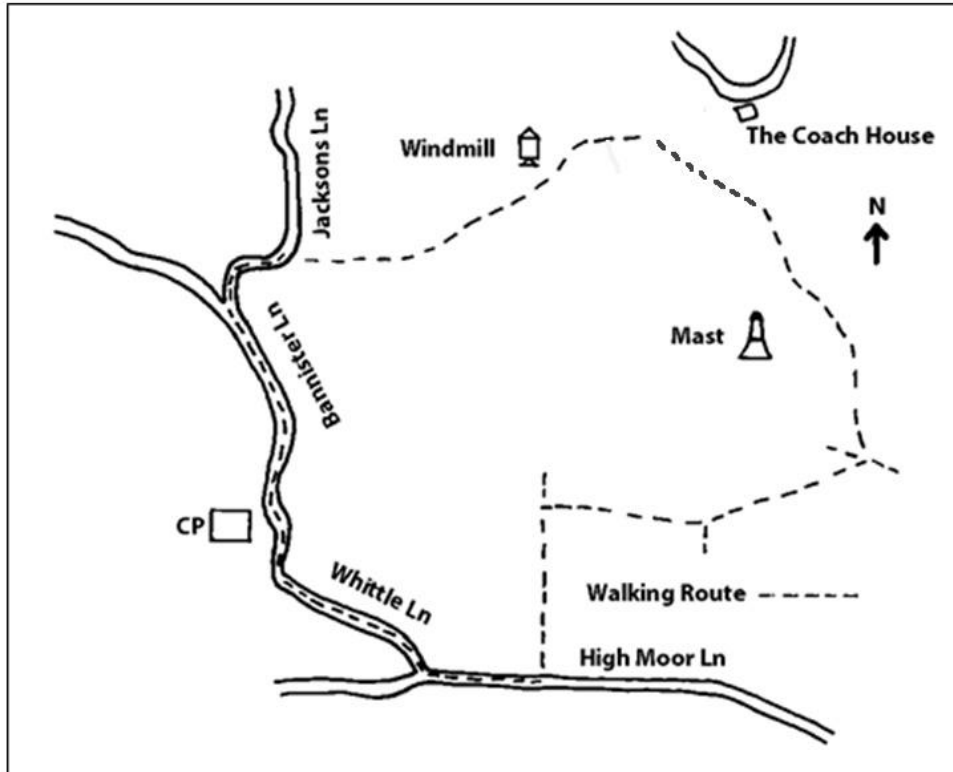 Jacksons Ln
Windmill
The Coach House
N
Bannister Ln
Mast
CP
Whittle Ln
Walking Route
High Moor Ln